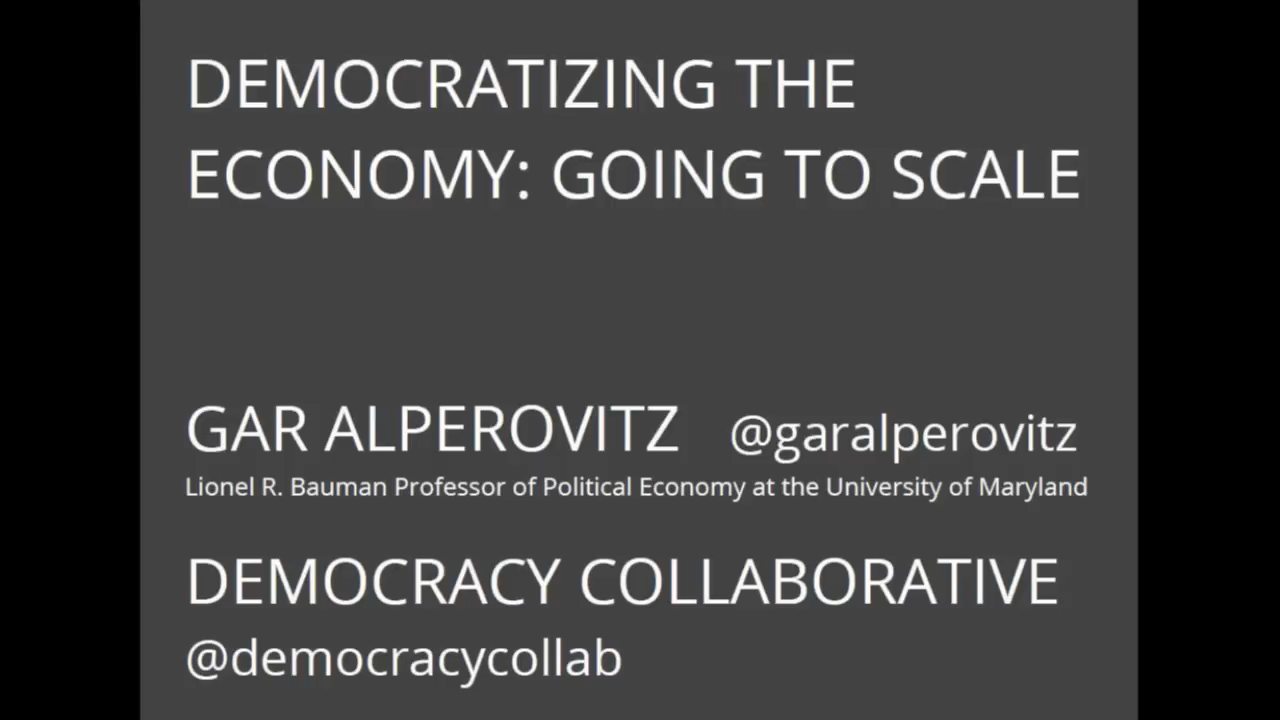 DEMOCRATIZING THE
ECONOMY: GOING TO SCALE
GAR ALPEROVITZ @garalperovitz
Lionel R. Bauman Professor of Political Economy at the University of Maryland
DEMOCRACY COLLABORATIVE
@democracycollab